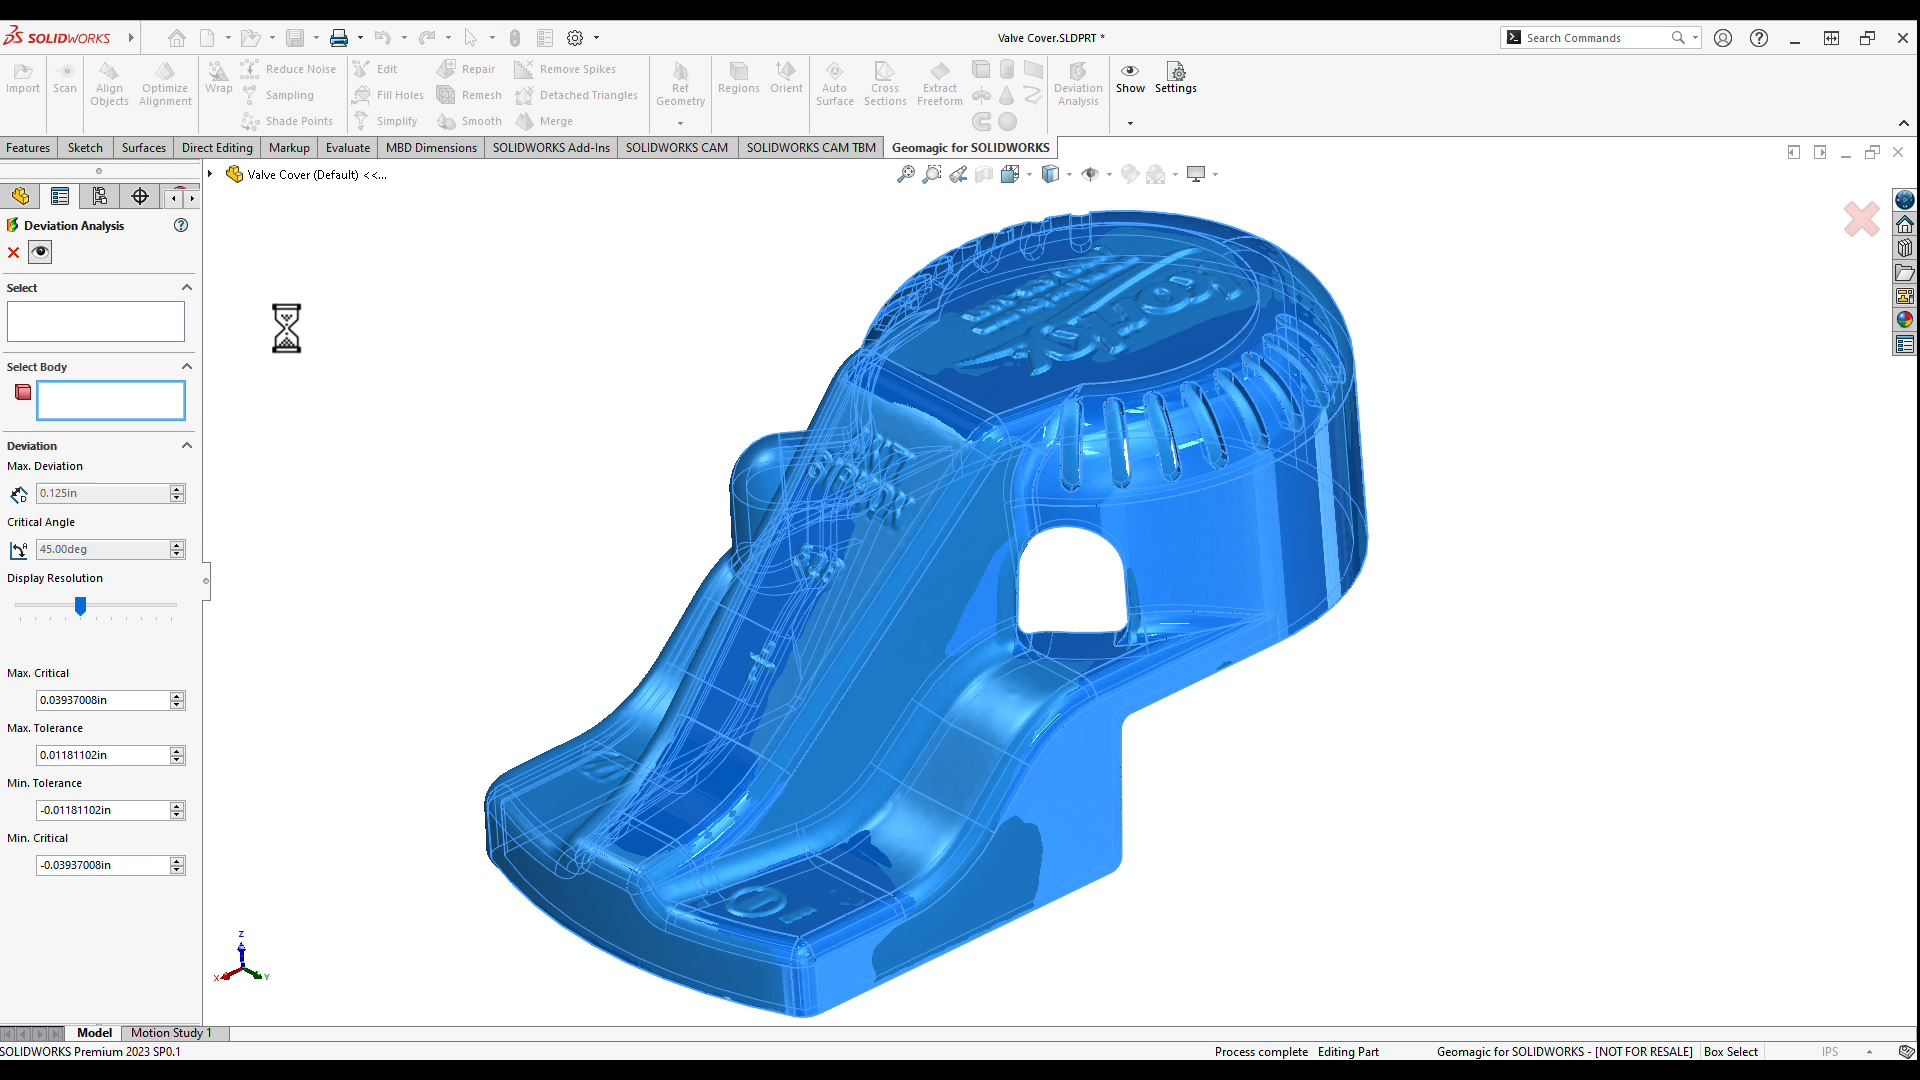 SOLIDWORKS
Valve Cover.SLDPRT *
Search Commands
Import
Scan
Align Objects
Optimize Alignment
Wrap
Reduce Noise
Sampling
Shade Points
Edit
Fill Holes
Simplify
Repair
Remesh
Smooth
Remove Spikes
Detached Triangles
Merge
Ref Geometry
Regions
Orient
Auto Surface
Cross Sections
Extract Freeform
Deviation Analysis
Show
Settings
Features Sketch Surfaces Direct Editing Markup Evaluate MBD Dimensions SOLIDWORKS Add-Ins SOLIDWORKS CAM SOLIDWORKS CAM TBM Geomagic for SOLIDWORKS
Valve Cover (Default) <<...
Deviation Analysis
Select
Select Body
Deviation
Max. Deviation
0.125in
Critical Angle
45.00deg
Display Resolution
Max. Critical
0.03937008in
Max. Tolerance
0.01181102in
Min. Tolerance
-0.01181102in
Min. Critical
-0.03937008in
Z
X
Y
Model Motion Study 1
SOLIDWORKS Premium 2023 SP0.1
Process complete Editing Part Geomagic for SOLIDWORKS - [NOT FOR RESALE] Box Select IPS